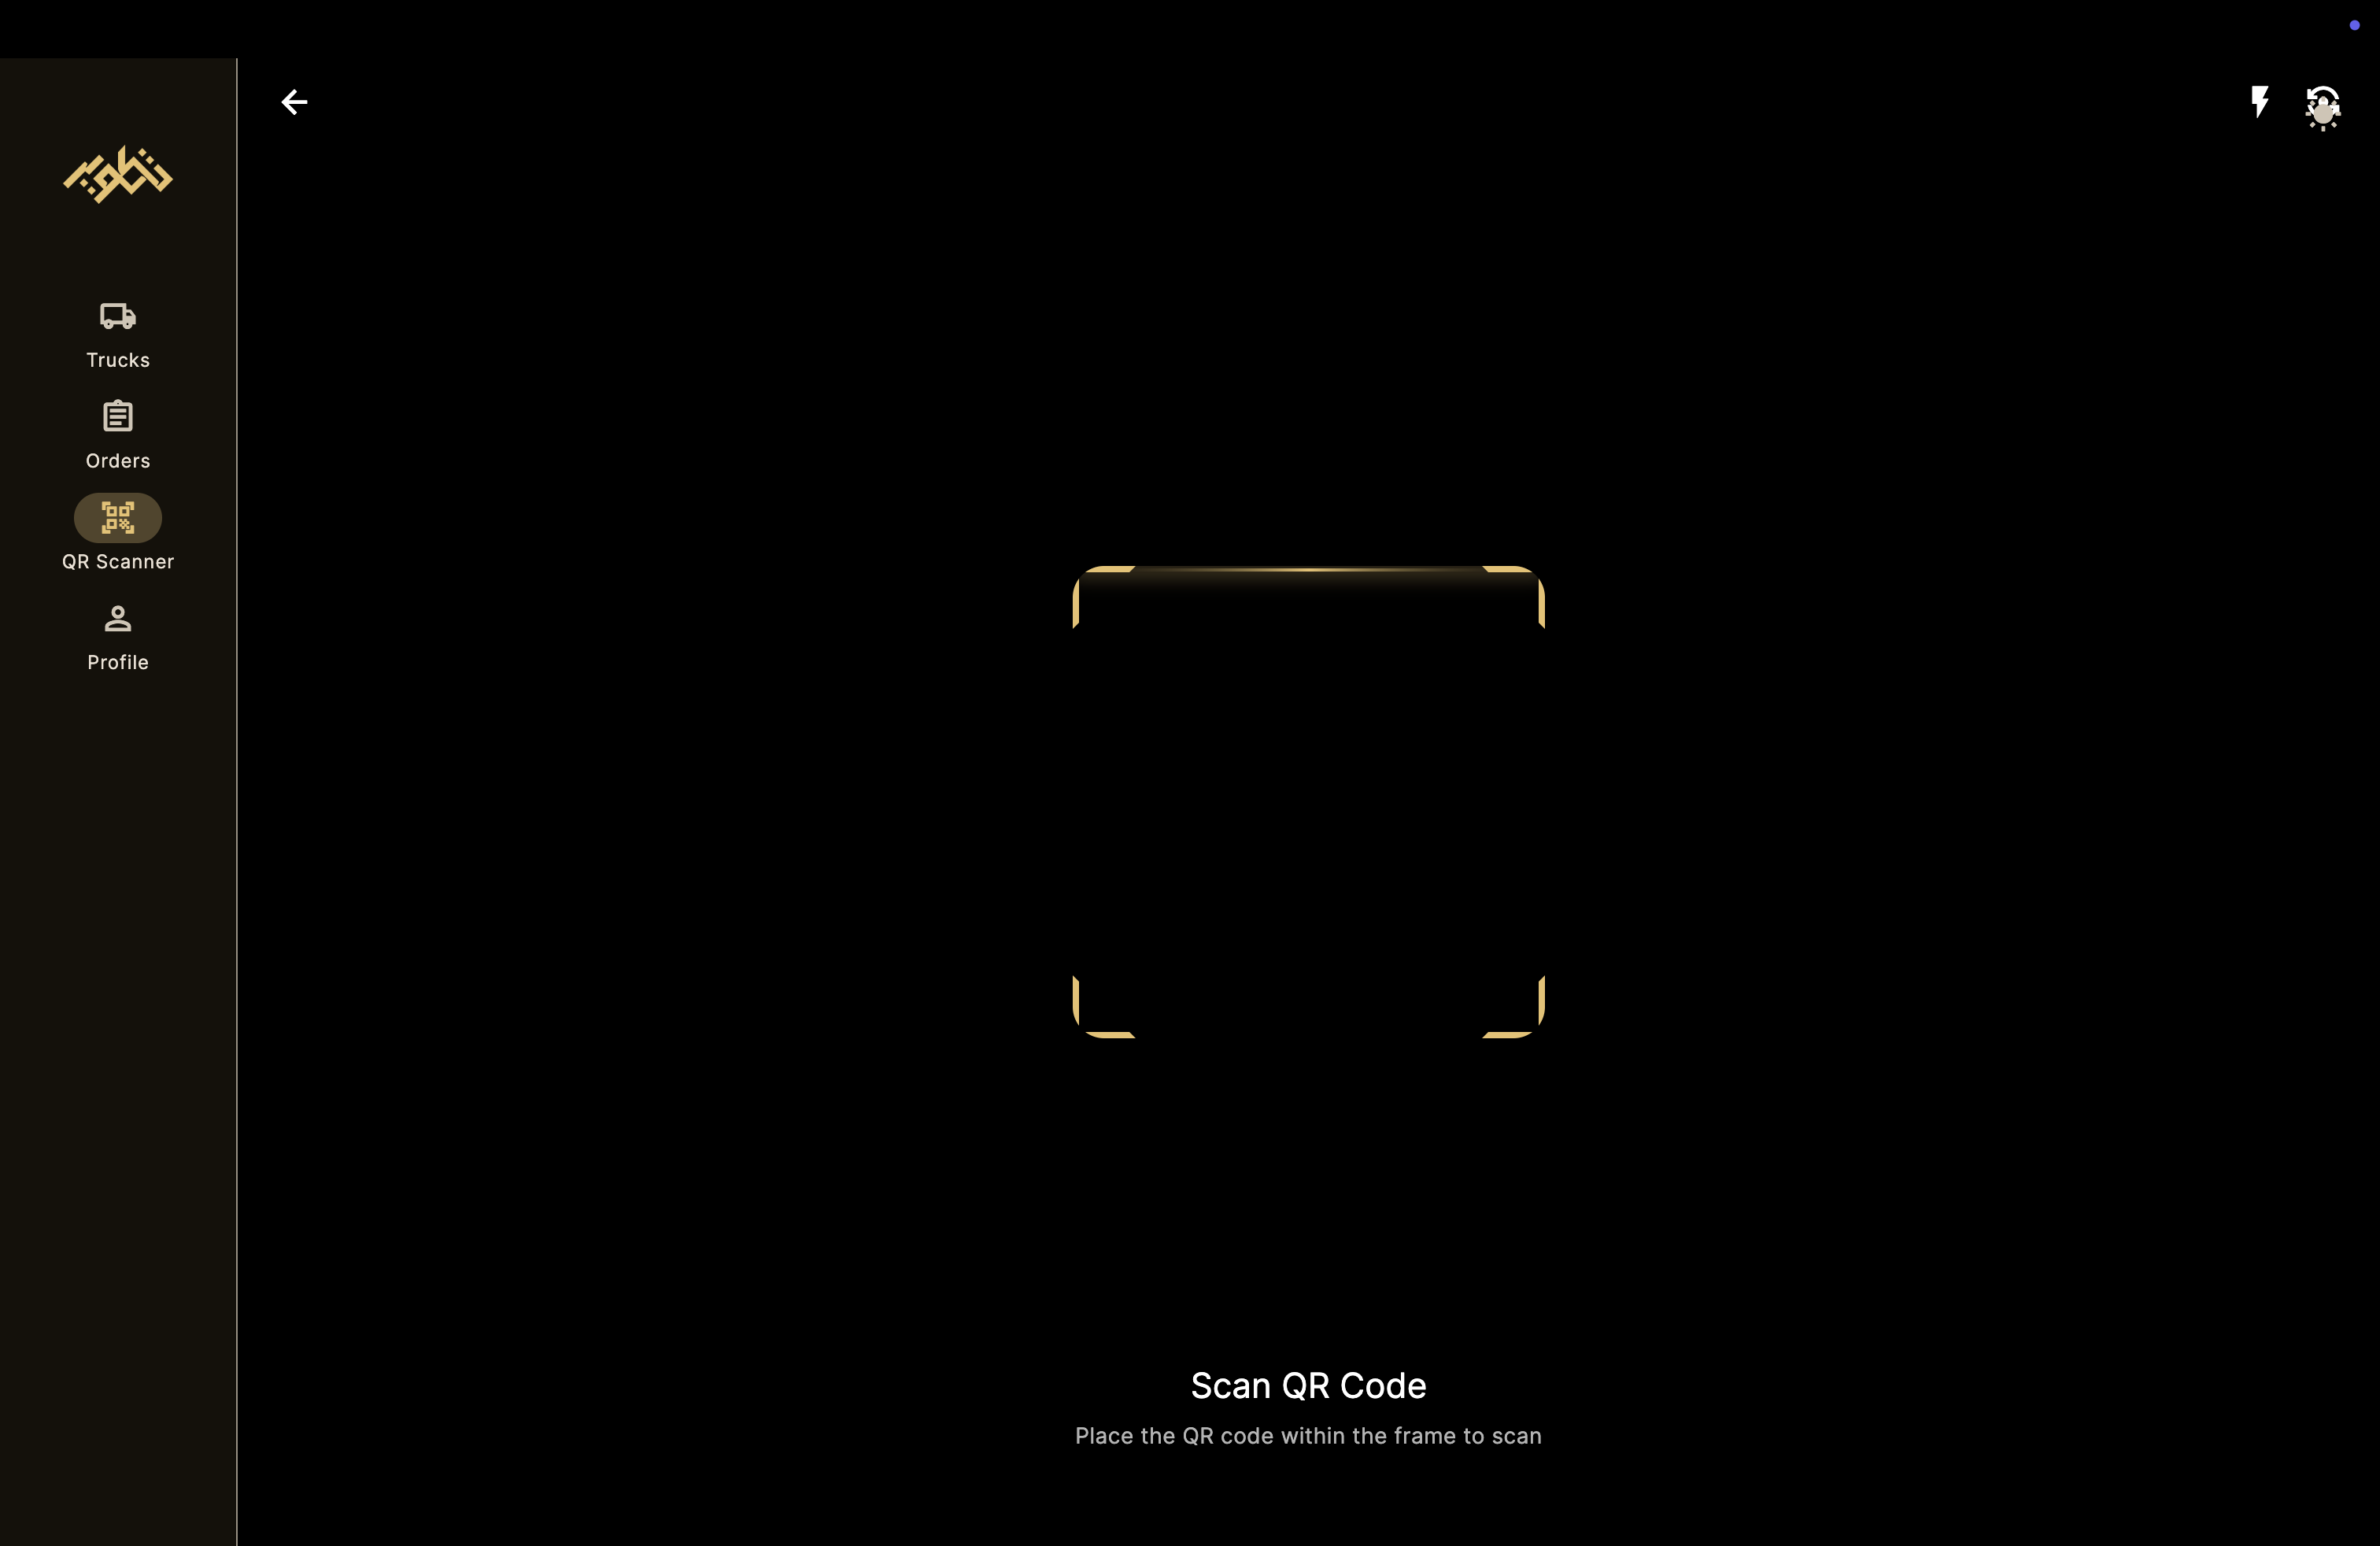 Trucks
Orders
QR Scanner
Profile
Scan QR Code
Place the QR code within the frame to scan